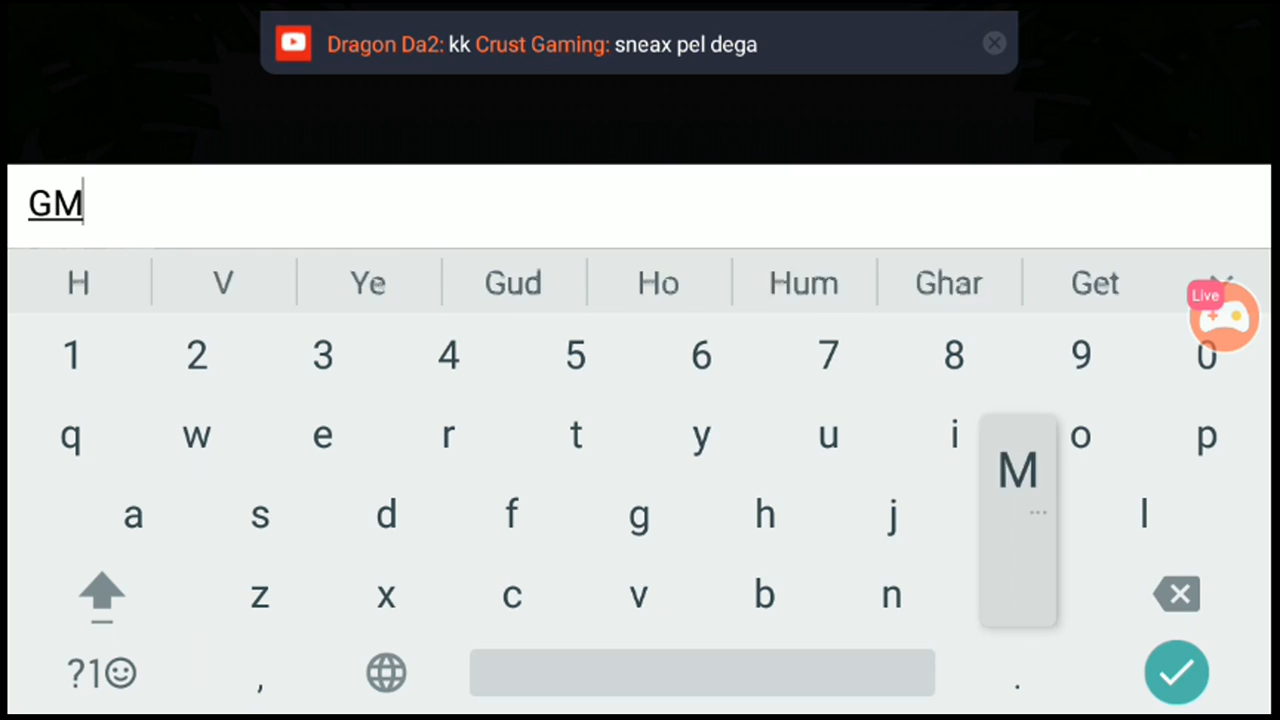 Dragon Da2: kk Crust Gaming: sneax pel dega
GM
H V Ye Gud Ho Hum Ghar Get
Live
1 2 3 4 5 6 7 8 9 0
q w e r t y u i o p
M
a s d f g h j l
z x c v b n
?1 , .